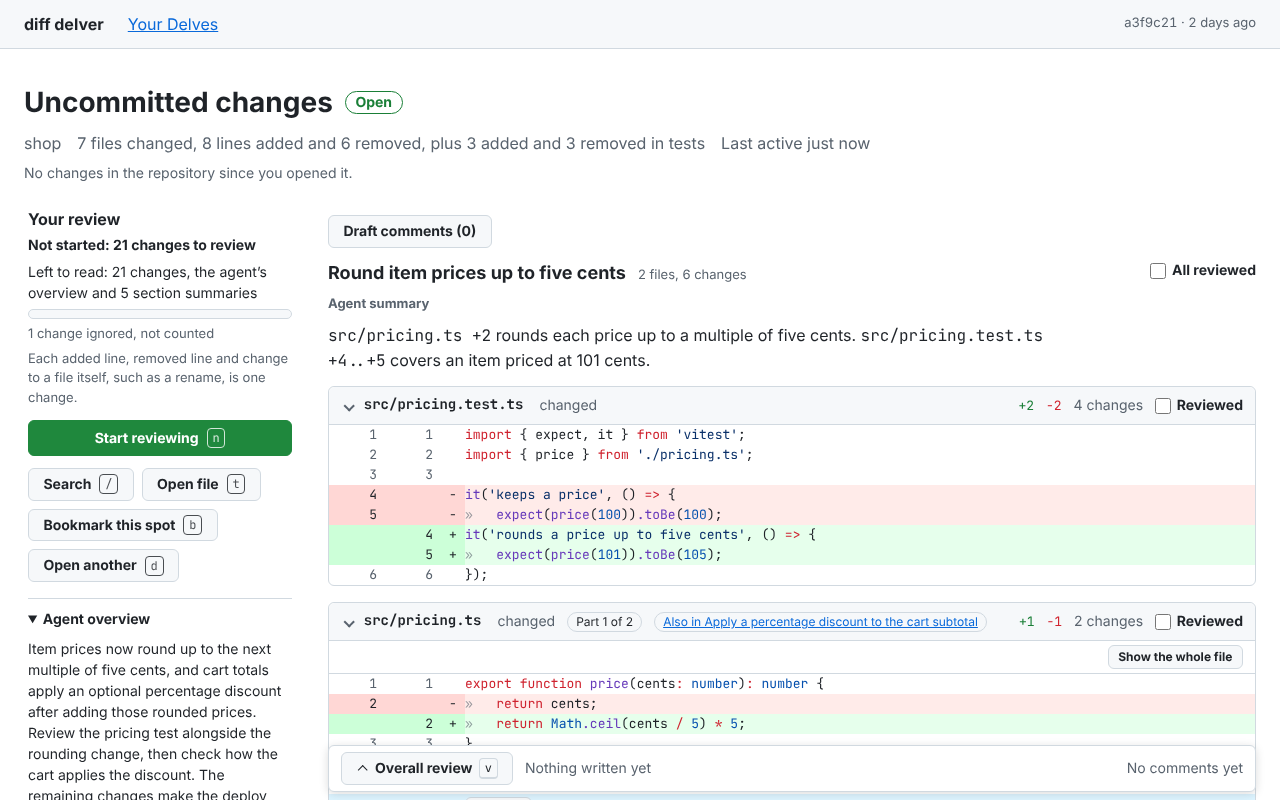 diff delver Your Delves a3f9c21 · 2 days ago
Uncommitted changes Open
shop 7 files changed, 8 lines added and 6 removed, plus 3 added and 3 removed in tests Last active just now
No changes in the repository since you opened it.
Your review
Not started: 21 changes to review
Left to read: 21 changes, the agent's
overview and 5 section summaries
1 change ignored, not counted
Each added line, removed line and change
to a file itself, such as a rename, is one
change.
Start reviewing n
Search / Open file t
Bookmark this spot b
Open another d
▼ Agent overview
Item prices now round up to the next
multiple of five cents, and cart totals
apply an optional percentage discount
after adding those rounded prices.
Review the pricing test alongside the
rounding change, then check how the
cart applies the discount. The
remaining changes make the deploy
Draft comments (0)
Round item prices up to five cents 2 files, 6 changes All reviewed
Agent summary
src/pricing.ts +2 rounds each price up to a multiple of five cents. src/pricing.test.ts
+4..+5 covers an item priced at 101 cents.
src/pricing.test.ts changed +2 -2 4 changes Reviewed
1 1 import { expect, it } from 'vitest';
2 2 import { price } from './pricing.ts';
3 3
4 - it('keeps a price', () => {
5 - » expect(price(100)).toBe(100);
4 + it('rounds a price up to five cents', () => {
5 + » expect(price(101)).toBe(105);
6 6 });
src/pricing.ts changed Part 1 of 2 Also in Apply a percentage discount to the cart subtotal +1 -1 2 changes Reviewed
Show the whole file
1 1 export function price(cents: number): number {
2 - » return cents;
2 + » return Math.ceil(cents / 5) * 5;
3 3 }
Overall review v Nothing written yet No comments yet